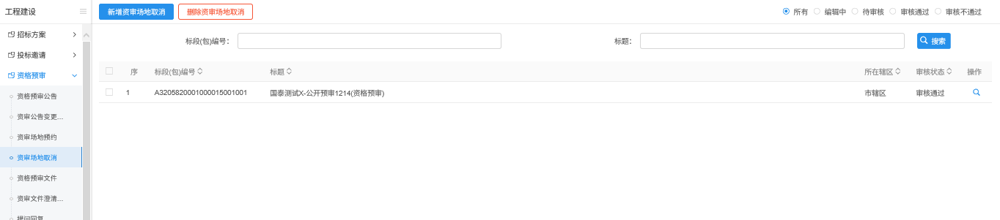 工程建设
招标方案
投标邀请
资格预审
资格预审公告
资审公告变更...
资审场地预约
资审场地取消
资格预审文件
资审文件澄清...
提问回复
新增资审场地取消 删除资审场地取消 所有 编辑中 待审核 审核通过 审核不通过
标段(包)编号： 标题： 搜索
序 标段(包)编号 标题 所在辖区 审核状态 操作
1 A3205820001000015001001 国泰测试X-公开预审1214(资格预审) 市辖区 审核通过